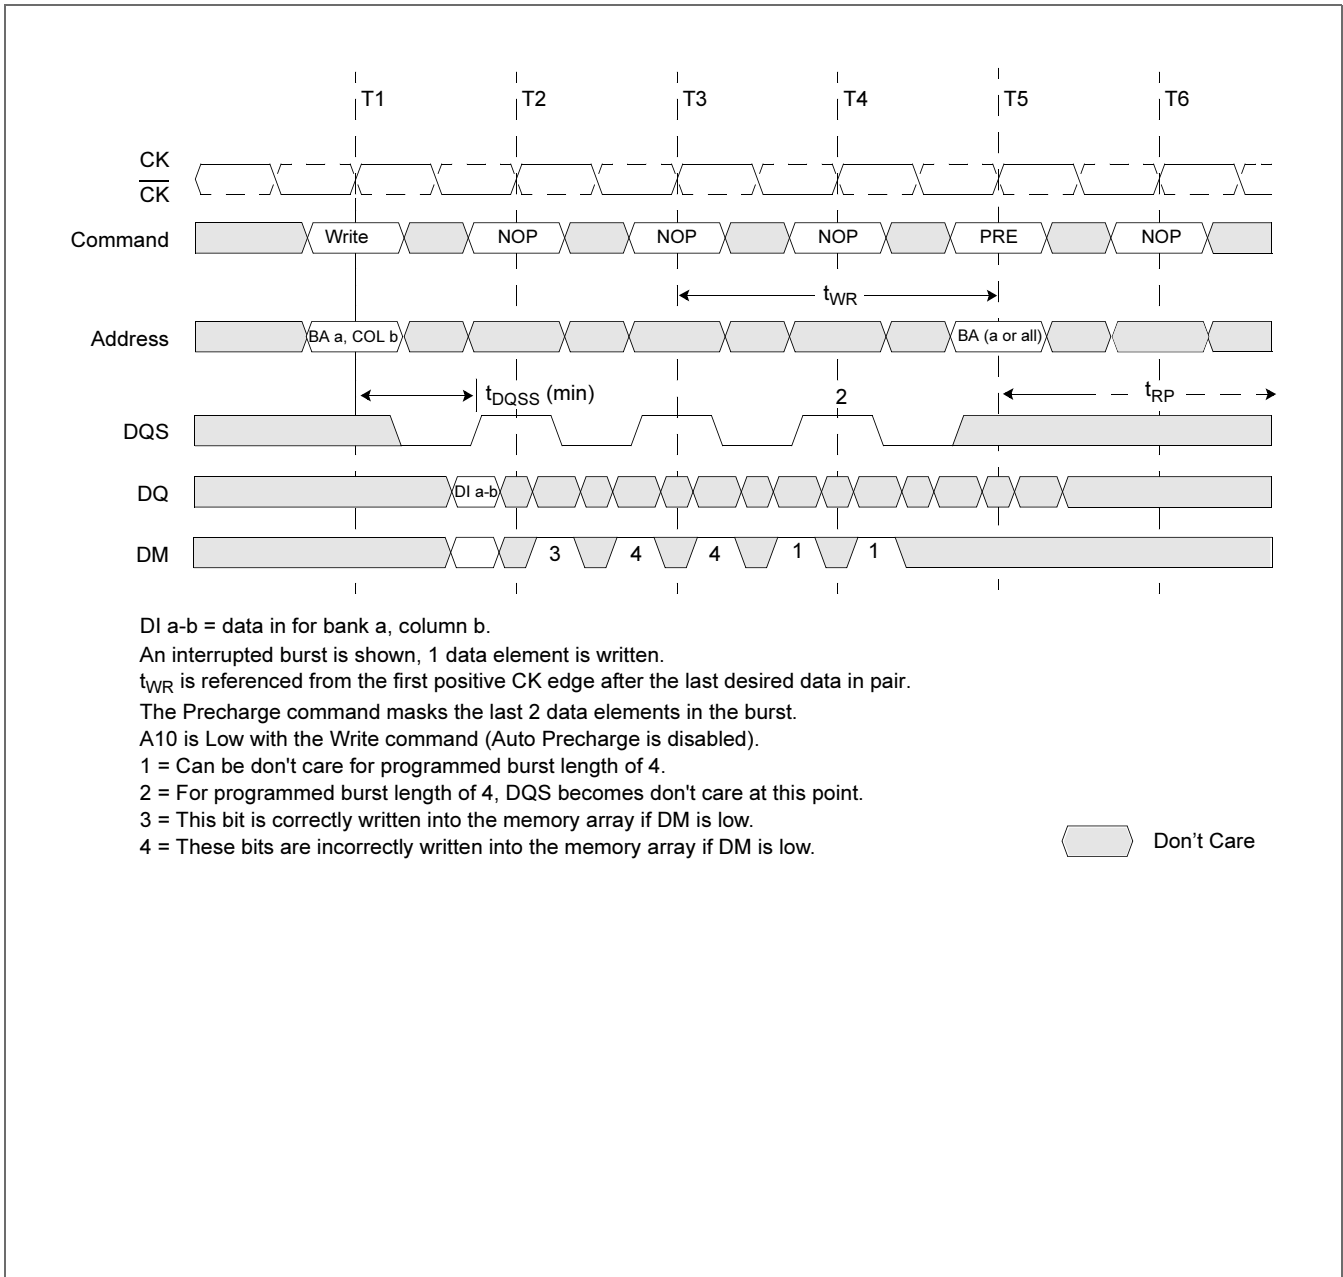 T1 T2 T3 T4 T5 T6
CK
CK
Command Write NOP NOP NOP PRE NOP
tWR
Address BA a, COL b BA (a or all)
tDQSS (min) 2 tRP
DQS
DQ DI a-b
DM 3 4 4 1 1
DI a-b = data in for bank a, column b.
An interrupted burst is shown, 1 data element is written.
tWR is referenced from the first positive CK edge after the last desired data in pair.
The Precharge command masks the last 2 data elements in the burst.
A10 is Low with the Write command (Auto Precharge is disabled).
1 = Can be don't care for programmed burst length of 4.
2 = For programmed burst length of 4, DQS becomes don't care at this point.
3 = This bit is correctly written into the memory array if DM is low.
4 = These bits are incorrectly written into the memory array if DM is low.
Don’t Care